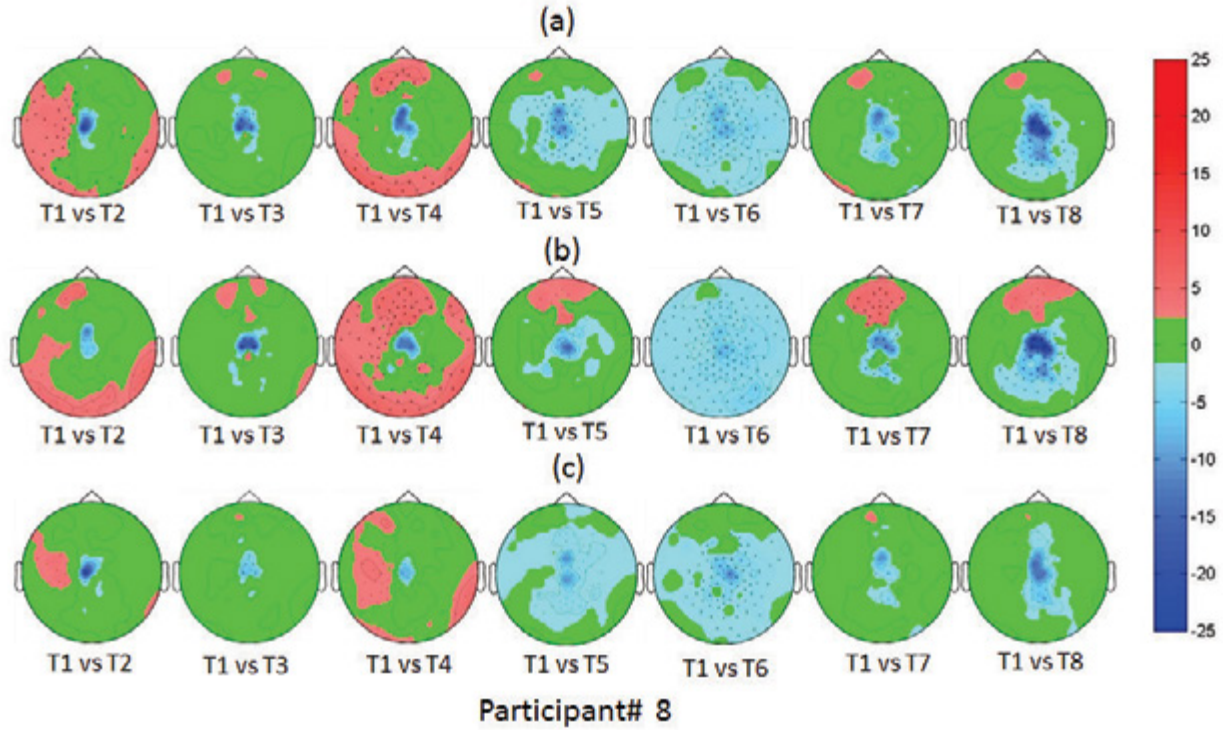 (a)
T1 vs T2 T1 vs T3 T1 vs T4 T1 vs T5 T1 vs T6 T1 vs T7 T1 vs T8
(b)
T1 vs T2 T1 vs T3 T1 vs T4 T1 vs T5 T1 vs T6 T1 vs T7 T1 vs T8
(c)
T1 vs T2 T1 vs T3 T1 vs T4 T1 vs T5 T1 vs T6 T1 vs T7 T1 vs T8
Participant# 8
25
25
20
15
10
5
0
-5
-10
-15
-20
-25